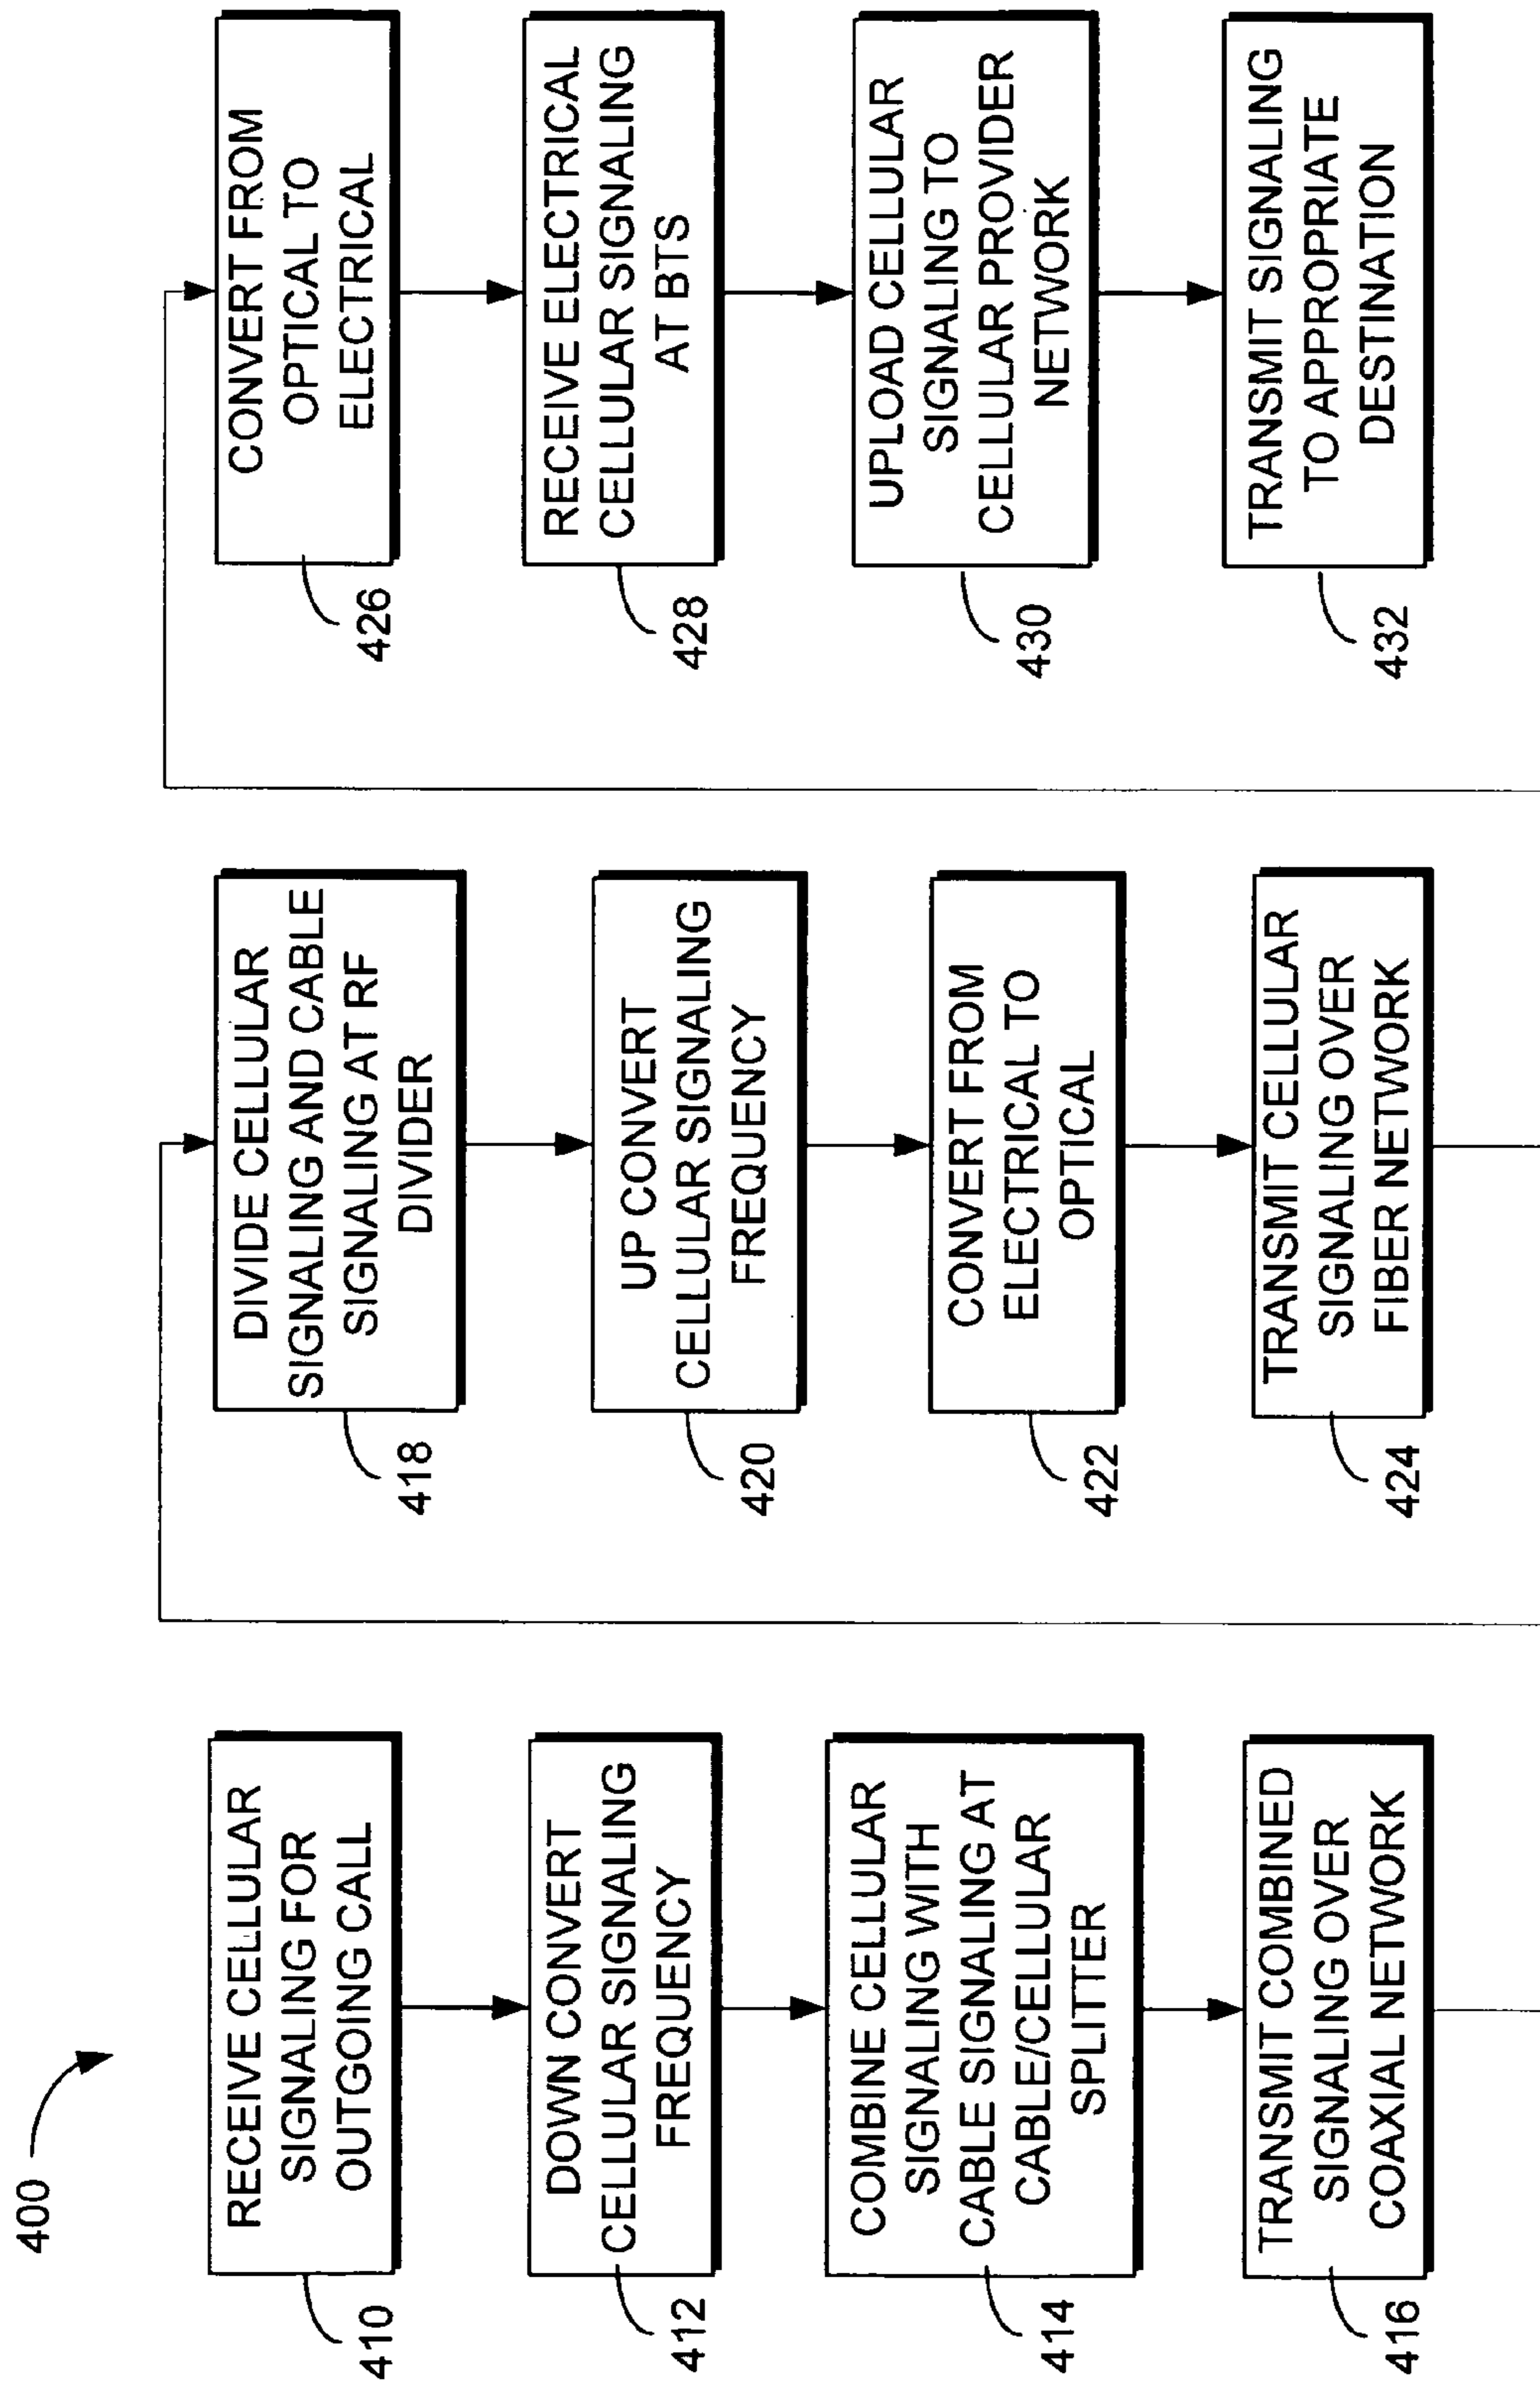 400
RECEIVE CELLULAR
SIGNALING FOR
OUTGOING CALL
410
DOWN CONVERT
CELLULAR SIGNALING
FREQUENCY
412
COMBINE CELLULAR
SIGNALING WITH
CABLE SIGNALING AT
CABLE/CELLULAR
SPLITTER
414
TRANSMIT COMBINED
SIGNALING OVER
COAXIAL NETWORK
416
DIVIDE CELLULAR
SIGNALING AND CABLE
SIGNALING AT RF
DIVIDER
418
UP CONVERT
CELLULAR SIGNALING
FREQUENCY
420
CONVERT FROM
ELECTRICAL TO
OPTICAL
422
TRANSMIT CELLULAR
SIGNALING OVER
FIBER NETWORK
424
CONVERT FROM
OPTICAL TO
ELECTRICAL
426
RECEIVE ELECTRICAL
CELLULAR SIGNALING
AT BTS
428
UPLOAD CELLULAR
SIGNALING TO
CELLULAR PROVIDER
NETWORK
430
TRANSMIT SIGNALING
TO APPROPRIATE
DESTINATION
432